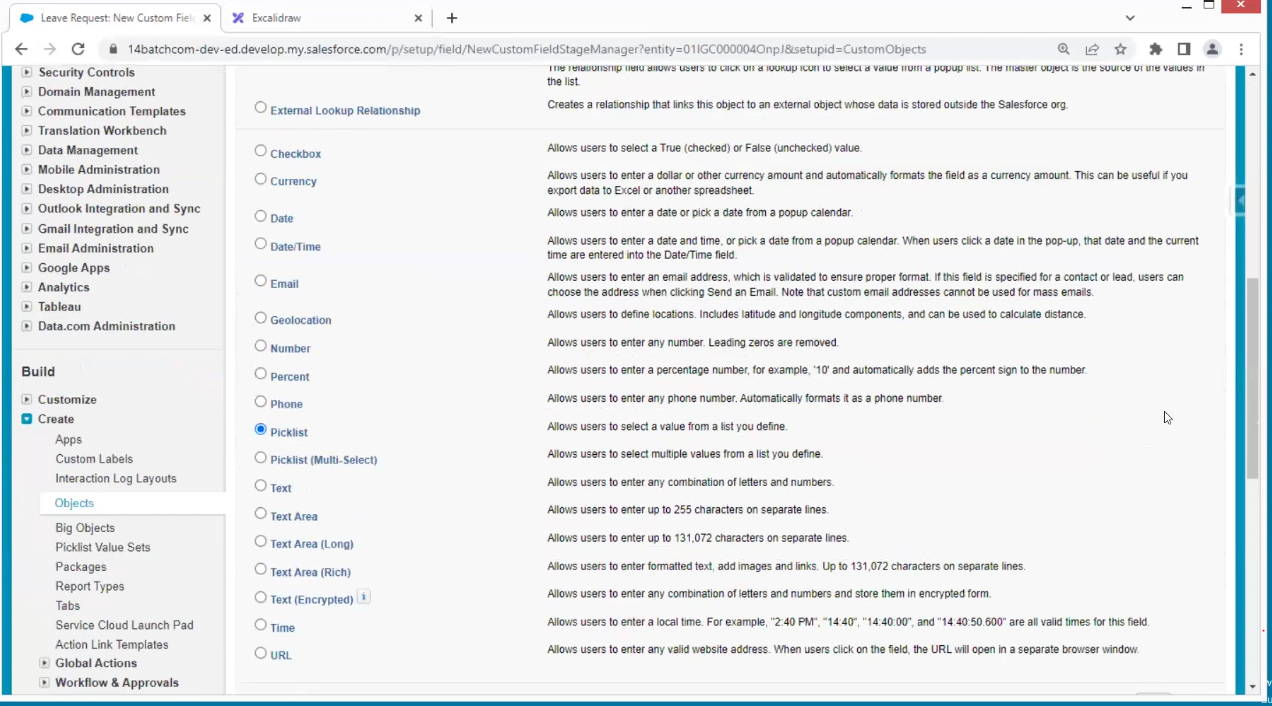 Leave Request: New Custom Fiel
Excalidraw
14batchcom-dev-ed.develop.my.salesforce.com/p/setup/field/NewCustomFieldStageManager?entity=01IGC000004OnpJ&setupid=CustomObjects
Security Controls
Domain Management
Communication Templates
Translation Workbench
Data Management
Mobile Administration
Desktop Administration
Outlook Integration and Sync
Gmail Integration and Sync
Email Administration
Google Apps
Analytics
Tableau
Data.com Administration
Build
Customize
Create
Apps
Custom Labels
Interaction Log Layouts
Objects
Big Objects
Picklist Value Sets
Packages
Report Types
Tabs
Service Cloud Launch Pad
Action Link Templates
Global Actions
Workflow & Approvals
The relationship field allows users to click on a lookup icon to select a value from a popup list. The master object is the source of the values in
the list.
External Lookup Relationship
Creates a relationship that links this object to an external object whose data is stored outside the Salesforce org.
Checkbox
Allows users to select a True (checked) or False (unchecked) value.
Currency
Allows users to enter a dollar or other currency amount and automatically formats the field as a currency amount. This can be useful if you
export data to Excel or another spreadsheet.
Date
Allows users to enter a date or pick a date from a popup calendar.
Date/Time
Allows users to enter a date and time, or pick a date from a popup calendar. When users click a date in the pop-up, that date and the current
time are entered into the Date/Time field.
Email
Allows users to enter an email address, which is validated to ensure proper format. If this field is specified for a contact or lead, users can
choose the address when clicking Send an Email. Note that custom email addresses cannot be used for mass emails.
Geolocation
Allows users to define locations. Includes latitude and longitude components, and can be used to calculate distance.
Number
Allows users to enter any number. Leading zeros are removed.
Percent
Allows users to enter a percentage number, for example, '10' and automatically adds the percent sign to the number.
Phone
Allows users to enter any phone number. Automatically formats it as a phone number.
Picklist
Allows users to select a value from a list you define.
Picklist (Multi-Select)
Allows users to select multiple values from a list you define.
Text
Allows users to enter any combination of letters and numbers.
Text Area
Allows users to enter up to 255 characters on separate lines.
Text Area (Long)
Allows users to enter up to 131,072 characters on separate lines.
Text Area (Rich)
Allows users to enter formatted text, add images and links. Up to 131,072 characters on separate lines.
Text (Encrypted) i
Allows users to enter any combination of letters and numbers and store them in encrypted form.
Time
Allows users to enter a local time. For example, "2:40 PM", "14:40", "14:40:00", and "14:40:50.600" are all valid times for this field.
URL
Allows users to enter any valid website address. When users click on the field, the URL will open in a separate browser window.